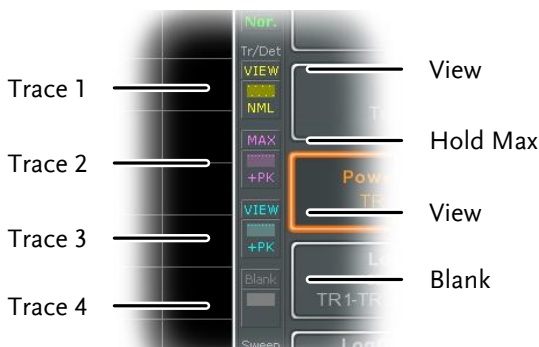 Nor.
Tr/Det
VIEW
NML
MAX
+PK
VIEW
+PK
Blank
Sweep
Trace 1
Trace 2
Trace 3
Trace 4
View
Hold Max
View
Blank
TR1-TR